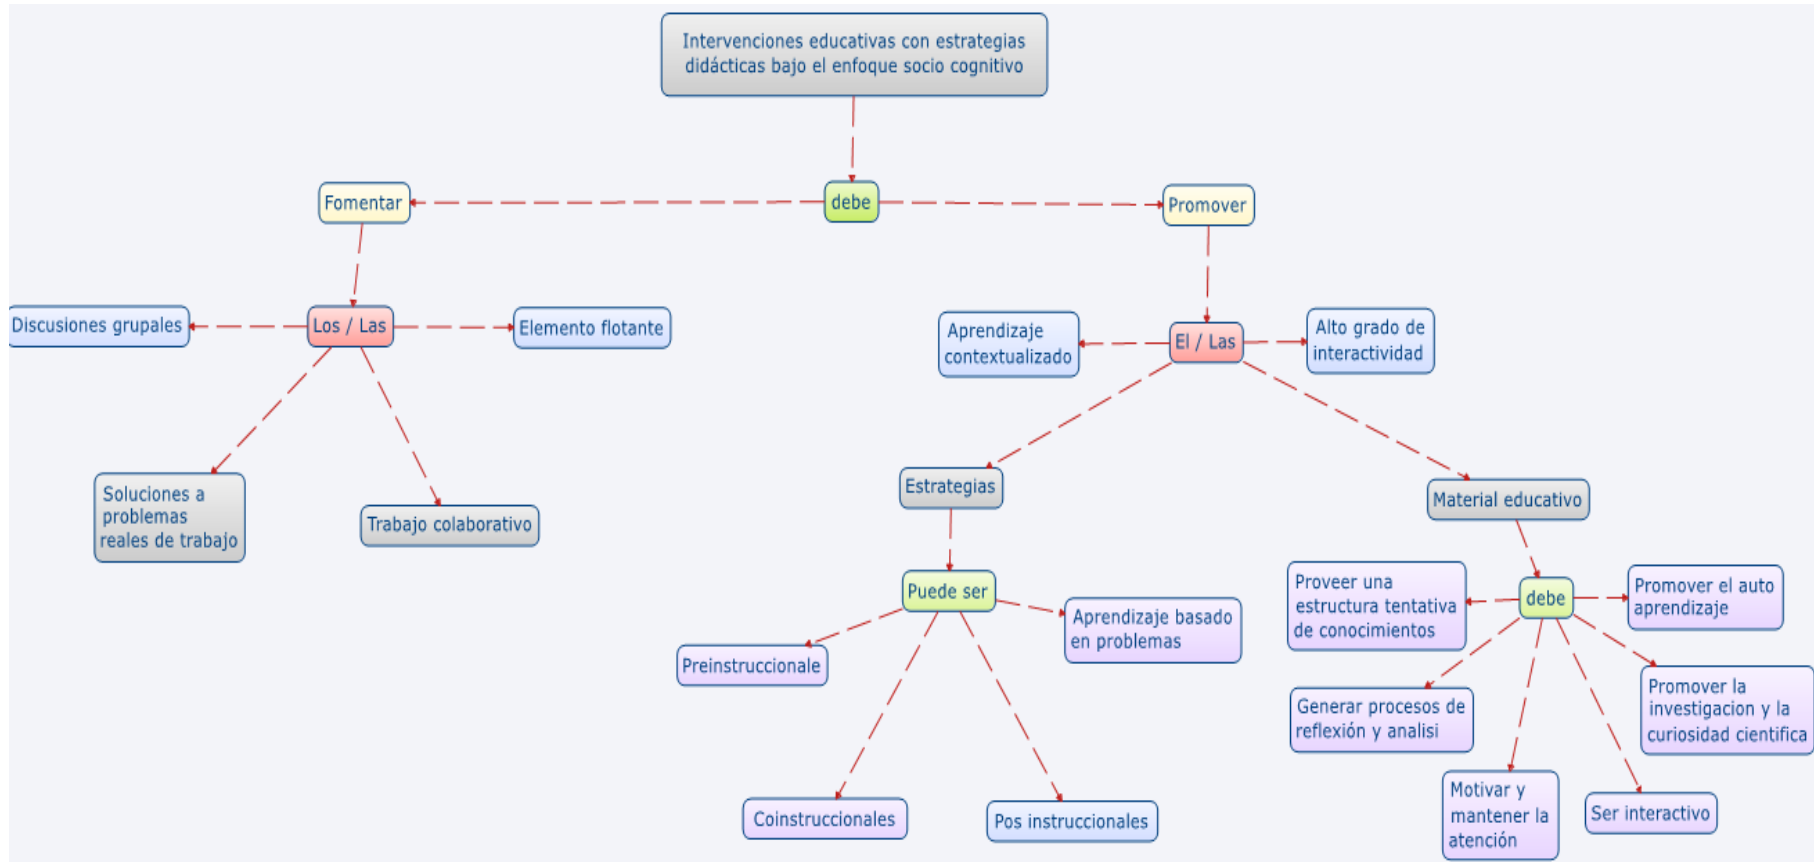 Intervenciones educativas con estrategias
didácticas bajo el enfoque socio cognitivo
Fomentar
debe
Promover
Discusiones grupales
Los / Las
Elemento flotante
Aprendizaje
contextualizado
El / Las
Alto grado de
interactividad
Soluciones a
problemas
reales de trabajo
Trabajo colaborativo
Estrategias
Material educativo
Puede ser
Preinstruccionale
Coinstruccionales
Pos instruccionales
Aprendizaje basado
en problemas
debe
Proveer una
estructura tentativa
de conocimientos
Promover el auto
aprendizaje
Generar procesos de
reflexión y analisi
Promover la
investigacion y la
curiosidad cientifica
Motivar y
mantener la
atención
Ser interactivo